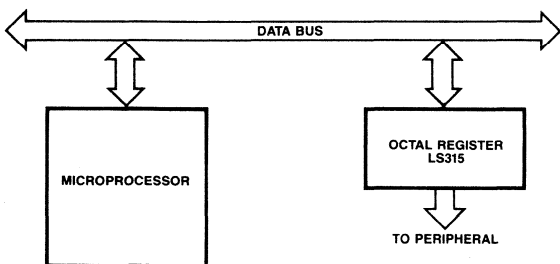 DATA BUS
MICROPROCESSOR
OCTAL REGISTER
LS315
TO PERIPHERAL